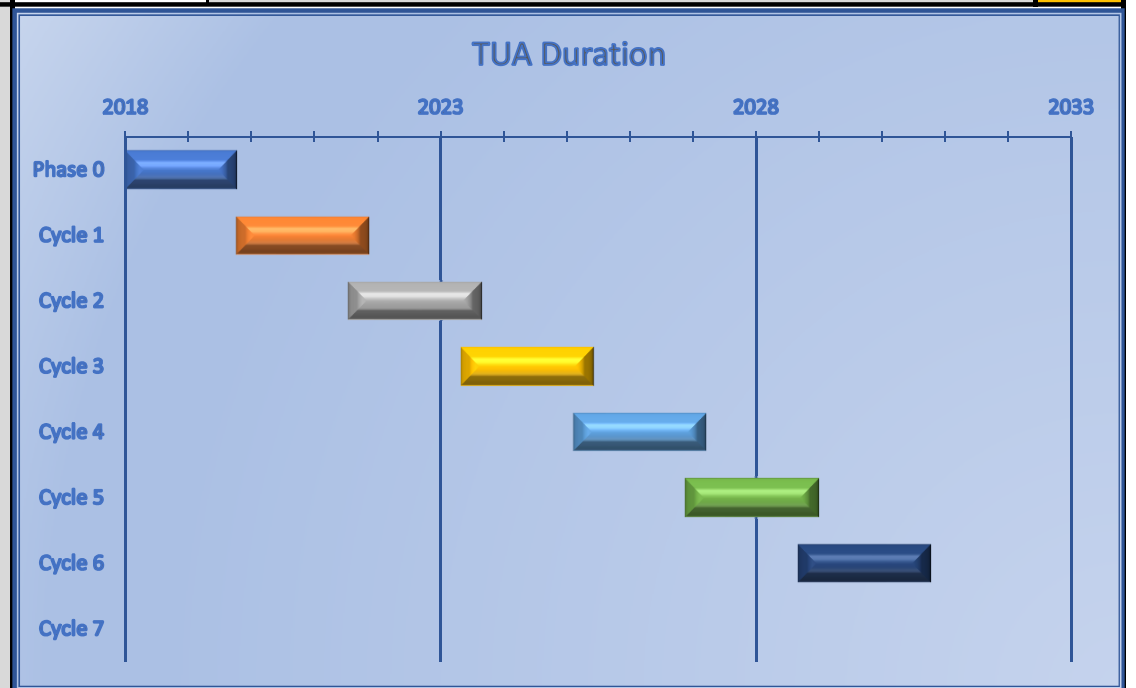 TUA Duration
2018 2023 2028 2033
Phase 0
Cycle 1
Cycle 2
Cycle 3
Cycle 4
Cycle 5
Cycle 6
Cycle 7